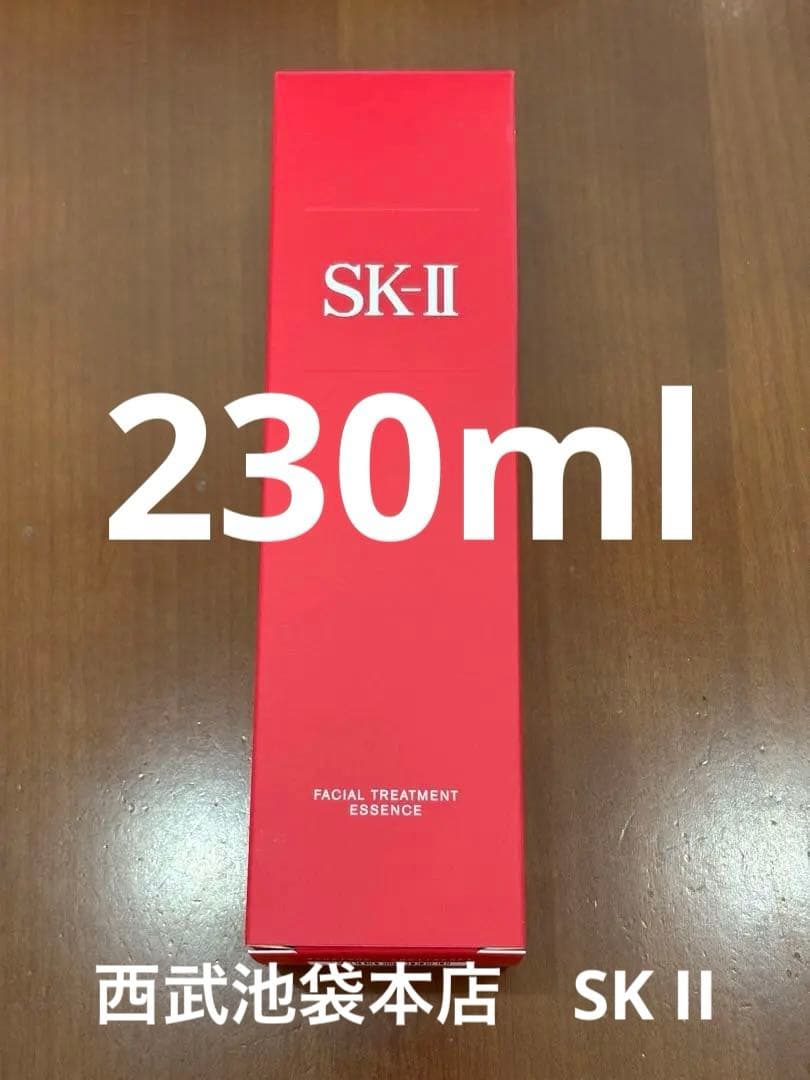 SK-II
230ml
FACIAL TREATMENT
ESSENCE
西武池袋本店 SK II